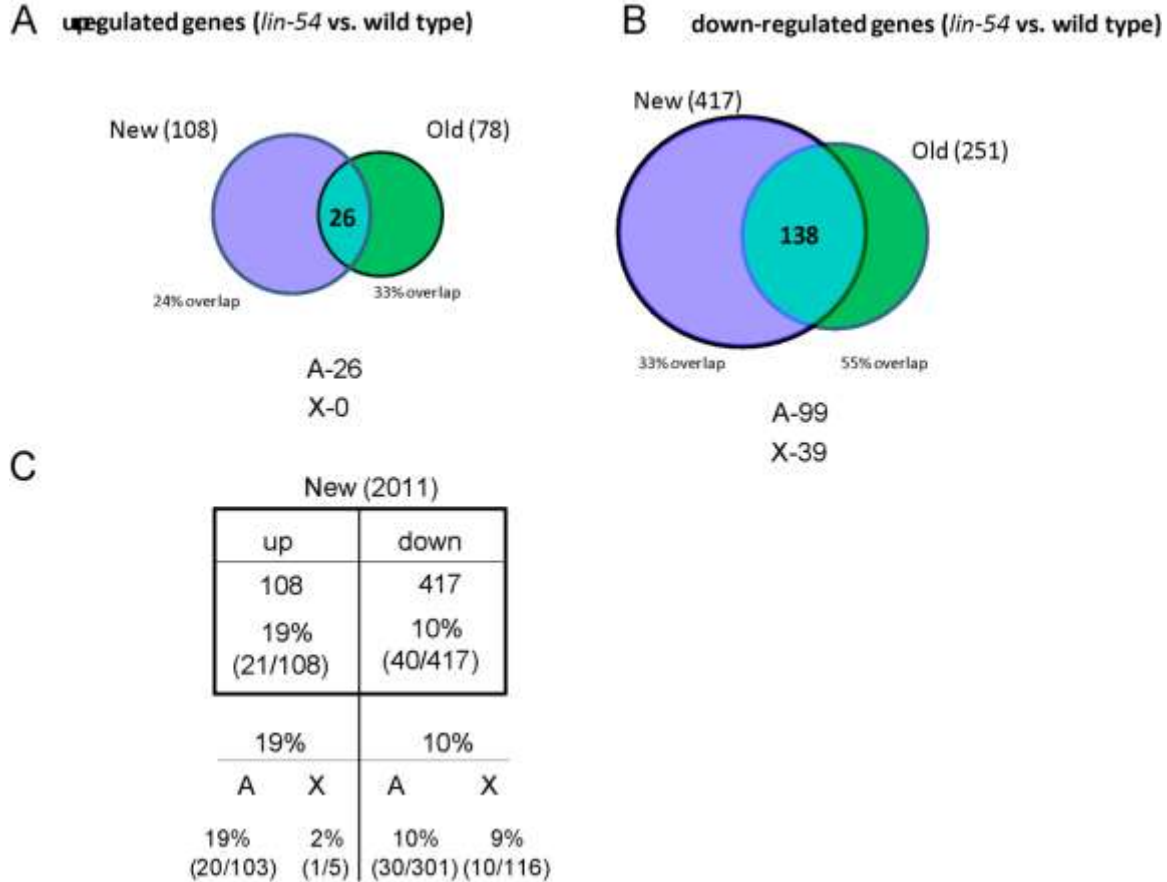 A upregulated genes (lin-54 vs. wild type)
New (108)
Old (78)
26
24% overlap
33% overlap
A-26
X-0
B down-regulated genes (lin-54 vs. wild type)
New (417)
Old (251)
138
33% overlap
55% overlap
A-99
X-39
C
New (2011)
up down
108 417
19% 10%
(21/108) (40/417)
19% 10%
A X A X
19% 2% 10% 9%
(20/103) (1/5) (30/301) (10/116)